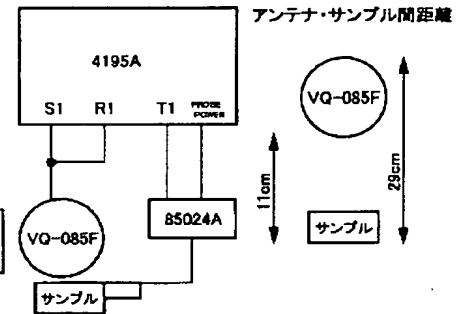 アンテナ・サンプル間距離
4195A
S1 R1 T1 PROBE POWER
VQ-085F
85024A
サンプル
VQ-085F
11cm
29cm
サンプル